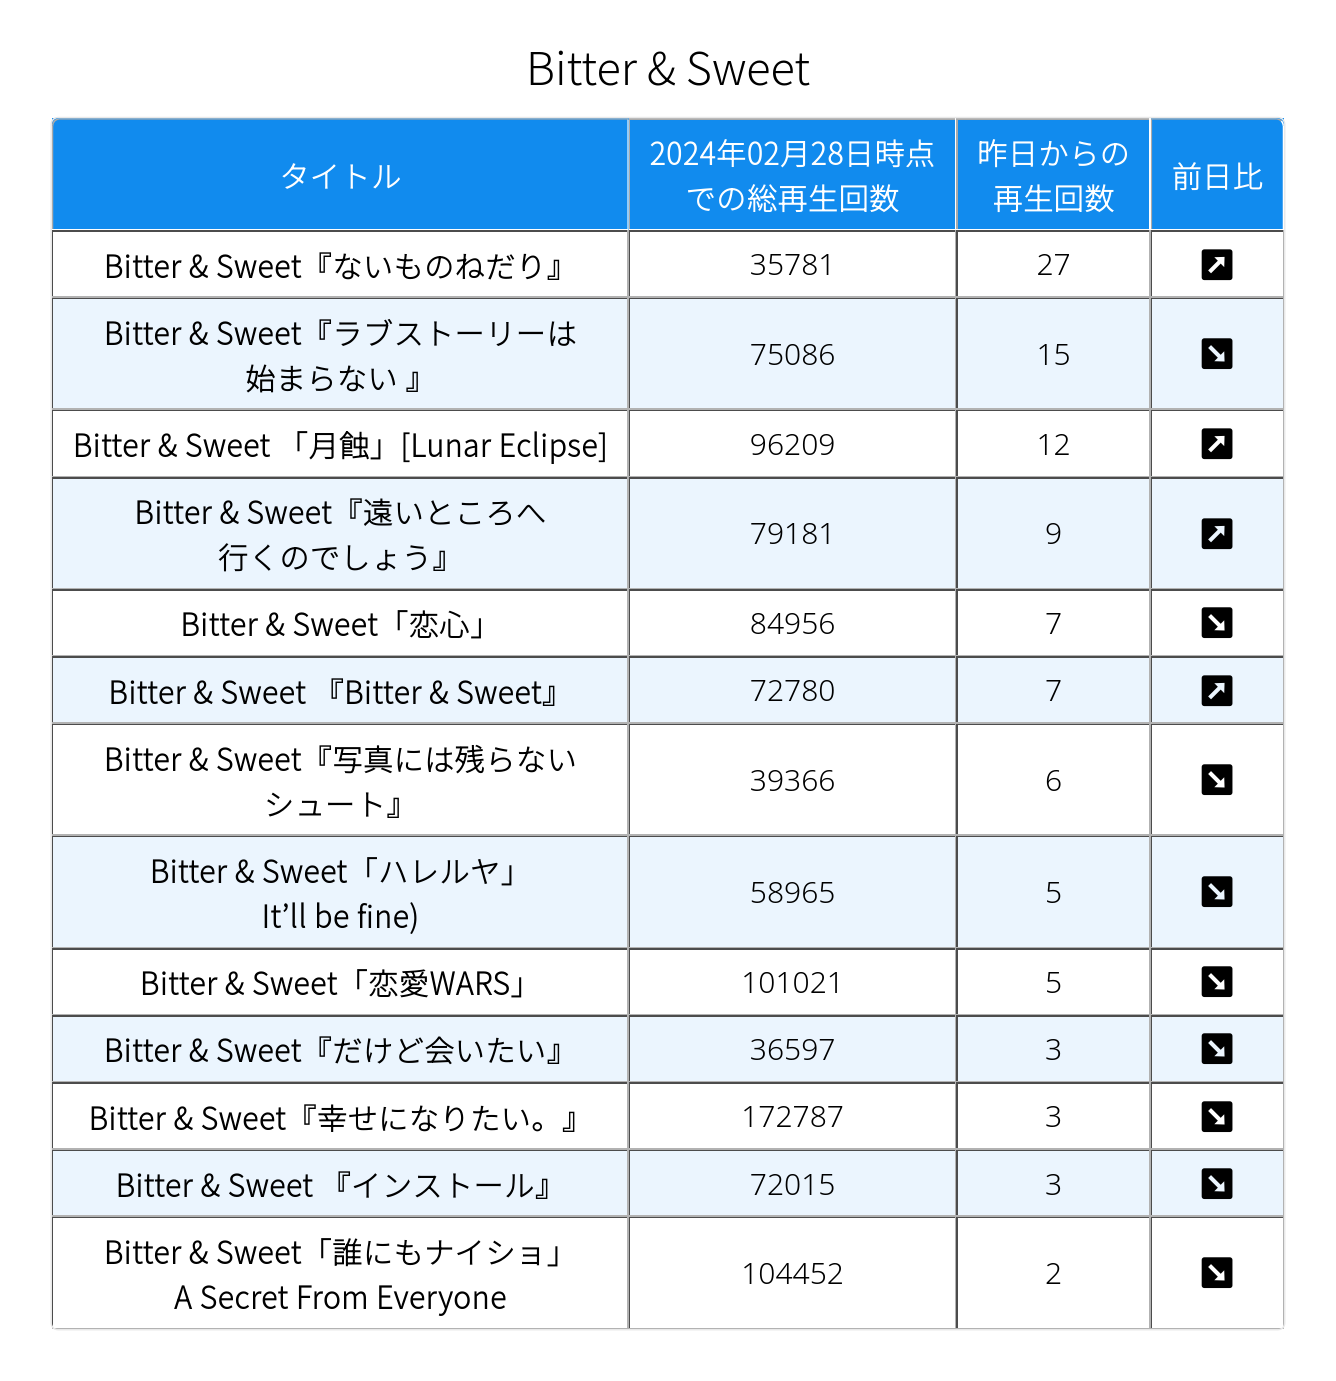 Bitter & Sweet
タイトル
2024年02月28日時点
での総再生回数
昨日からの
再生回数
前日比
Bitter & Sweet『ないものねだり』 35781 27 ↗
Bitter & Sweet『ラブストーリーは
始まらない 』 75086 15 ↘
Bitter & Sweet 「月蝕」[Lunar Eclipse] 96209 12 ↗
Bitter & Sweet『遠いところへ
行くのでしょう』 79181 9 ↗
Bitter & Sweet「恋心」 84956 7 ↘
Bitter & Sweet 『Bitter & Sweet』 72780 7 ↗
Bitter & Sweet『写真には残らない
シュート』 39366 6 ↘
Bitter & Sweet「ハレルヤ」
It’ll be fine) 58965 5 ↘
Bitter & Sweet「恋愛WARS」 101021 5 ↘
Bitter & Sweet『だけど会いたい』 36597 3 ↘
Bitter & Sweet『幸せになりたい。』 172787 3 ↘
Bitter & Sweet 『インストール』 72015 3 ↘
Bitter & Sweet「誰にもナイショ」
A Secret From Everyone 104452 2 ↘